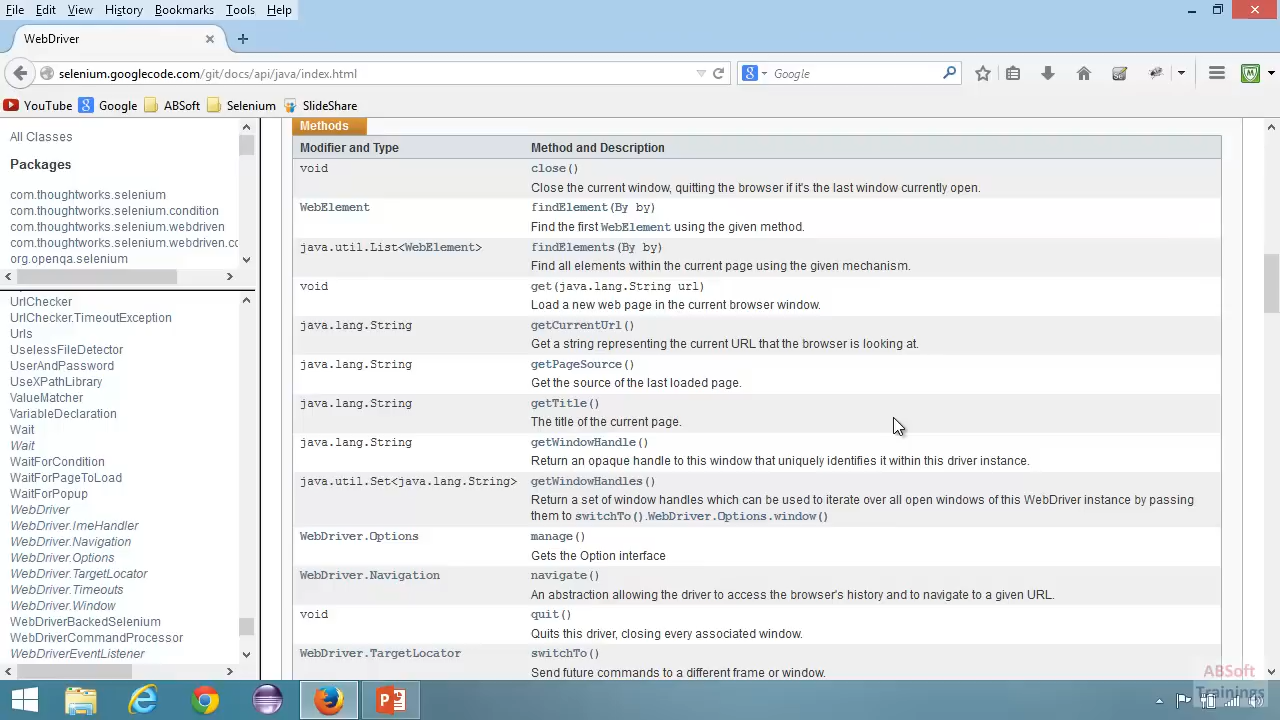 File Edit View History Bookmarks Tools Help
WebDriver
selenium.googlecode.com/git/docs/api/java/index.html
Google
YouTube Google ABSoft Selenium SlideShare
All Classes
Packages
com.thoughtworks.selenium
com.thoughtworks.selenium.condition
com.thoughtworks.selenium.webdriven
com.thoughtworks.selenium.webdriven.co
org.openqa.selenium
UrlChecker
UrlChecker.TimeoutException
Urls
UselessFileDetector
UserAndPassword
UseXPathLibrary
ValueMatcher
VariableDeclaration
Wait
Wait
WaitForCondition
WaitForPageToLoad
WaitForPopup
WebDriver
WebDriver.ImeHandler
WebDriver.Navigation
WebDriver.Options
WebDriver.TargetLocator
WebDriver.Timeouts
WebDriver.Window
WebDriverBackedSelenium
WebDriverCommandProcessor
WebDriverEventListener
Methods
Modifier and Type Method and Description
void close()
Close the current window, quitting the browser if it's the last window currently open.
WebElement findElement(By by)
Find the first WebElement using the given method.
java.util.List<WebElement> findElements(By by)
Find all elements within the current page using the given mechanism.
void get(java.lang.String url)
Load a new web page in the current browser window.
java.lang.String getCurrentUrl()
Get a string representing the current URL that the browser is looking at.
java.lang.String getPageSource()
Get the source of the last loaded page.
java.lang.String getTitle()
The title of the current page.
java.lang.String getWindowHandle()
Return an opaque handle to this window that uniquely identifies it within this driver instance.
java.util.Set<java.lang.String> getWindowHandles()
Return a set of window handles which can be used to iterate over all open windows of this WebDriver instance by passing
them to switchTo().WebDriver.Options.window()
WebDriver.Options manage()
Gets the Option interface
WebDriver.Navigation navigate()
An abstraction allowing the driver to access the browser's history and to navigate to a given URL.
void quit()
Quits this driver, closing every associated window.
WebDriver.TargetLocator switchTo()
Send future commands to a different frame or window.
ABSoft
Trainings